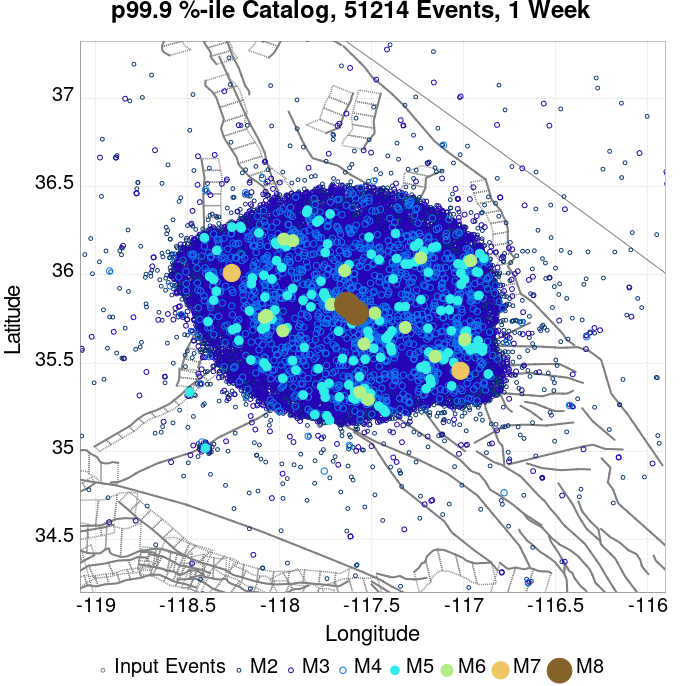 p99.9 %-ile Catalog, 51214 Events, 1 Week
37
36.5
36
35.5
35
34.5
Latitude
-119 -118.5 -118 -117.5 -117 -116.5 -116
Longitude
Input Events M2 M3 M4 M5 M6 M7 M8